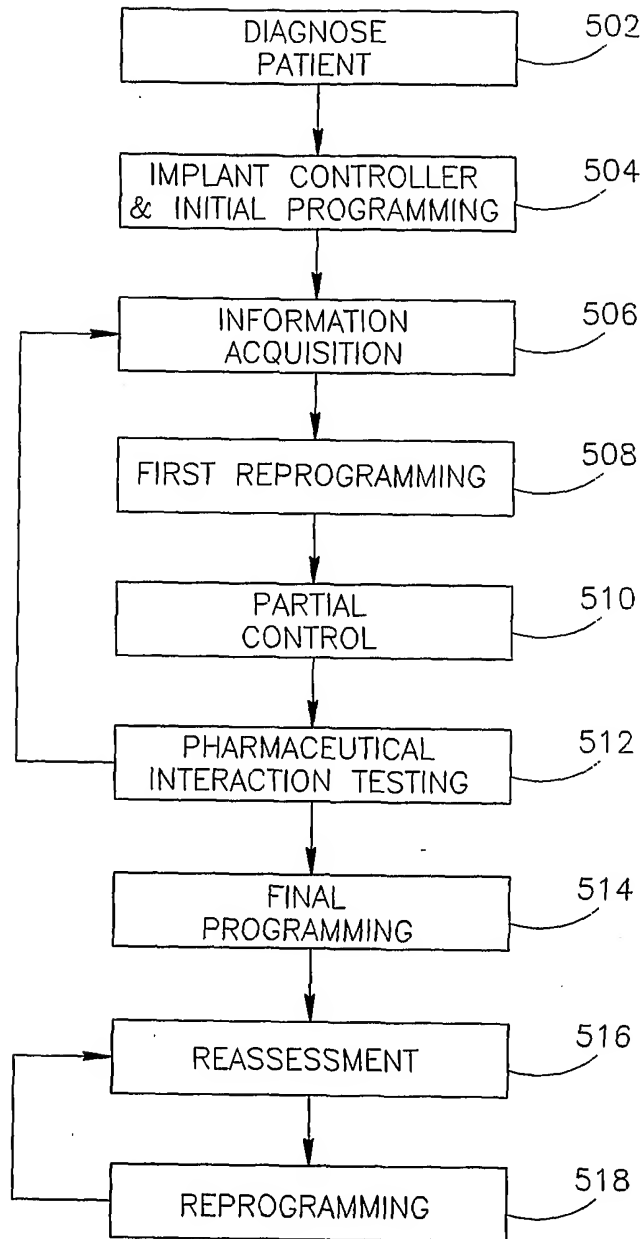 DIAGNOSE
PATIENT
502
IMPLANT CONTROLLER
& INITIAL PROGRAMMING
504
INFORMATION
ACQUISITION
506
FIRST REPROGRAMMING
508
PARTIAL
CONTROL
510
PHARMACEUTICAL
INTERACTION TESTING
512
FINAL
PROGRAMMING
514
REASSESSMENT
516
REPROGRAMMING
518